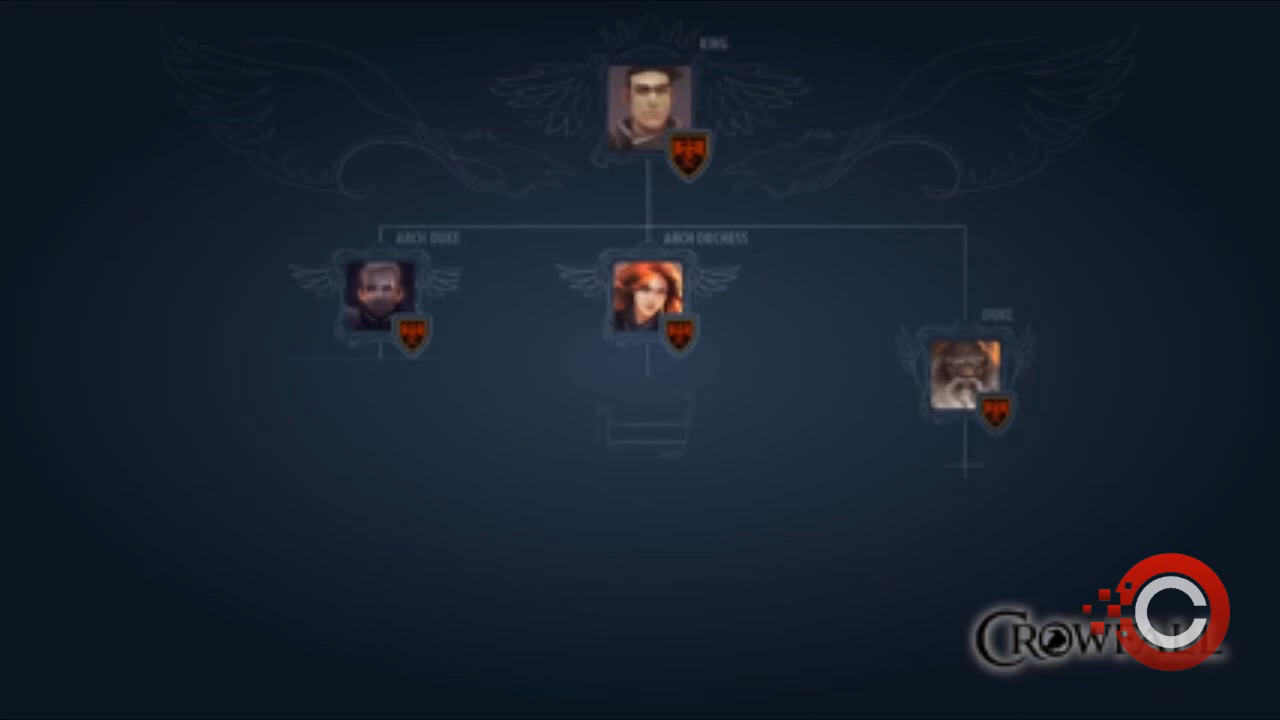 KING
ARCH DUKE
ARCH DUCHESS
DUKE
CROWFALL